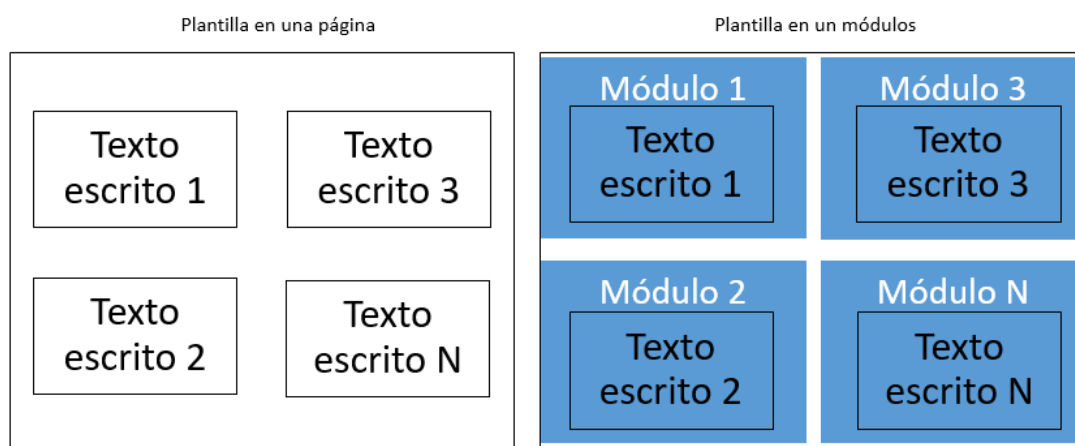 Plantilla en una página
Texto
escrito 1
Texto
escrito 3
Texto
escrito 2
Texto
escrito N
Plantilla en un módulos
Módulo 1
Texto
escrito 1
Módulo 3
Texto
escrito 3
Módulo 2
Texto
escrito 2
Módulo N
Texto
escrito N